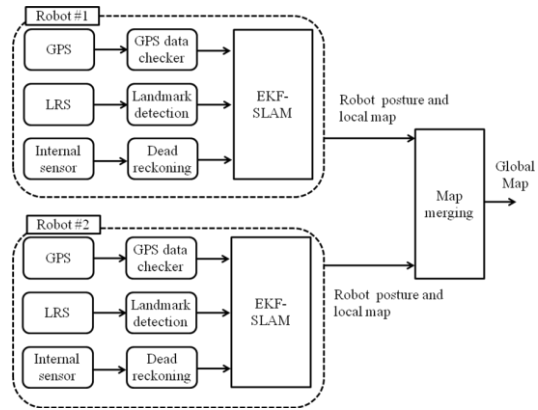 Robot #1
GPS
GPS data
checker
LRS
Landmark
detection
Internal
sensor
Dead
reckoning
EKF-
SLAM
Robot posture and
local map
Robot #2
GPS
GPS data
checker
LRS
Landmark
detection
Internal
sensor
Dead
reckoning
EKF-
SLAM
Robot posture and
local map
Map
merging
Global
Map